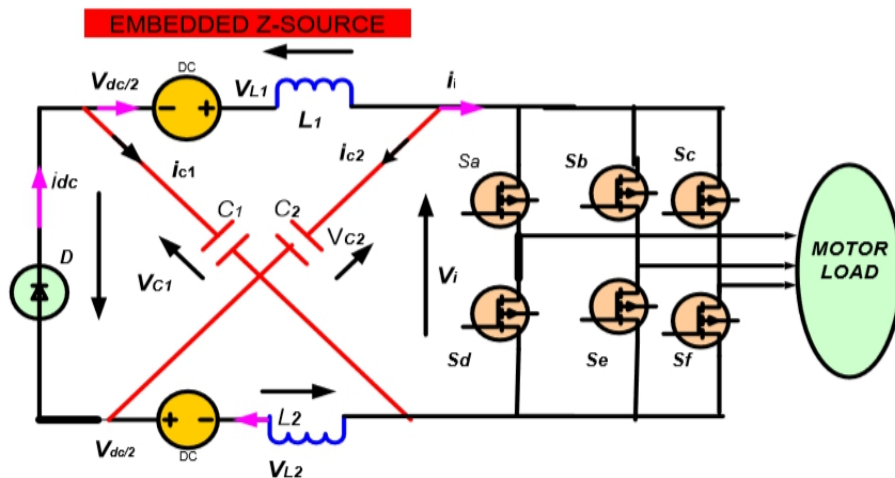 EMBEDDED Z-SOURCE
DC
Vdc/2
VL1
ii
L1
ic1
ic2
Sa
Sb
Sc
idc
C1
C2
VC2
D
VC1
Vi
MOTOR
LOAD
Sd
Se
Sf
L2
Vdc/2
DC
VL2